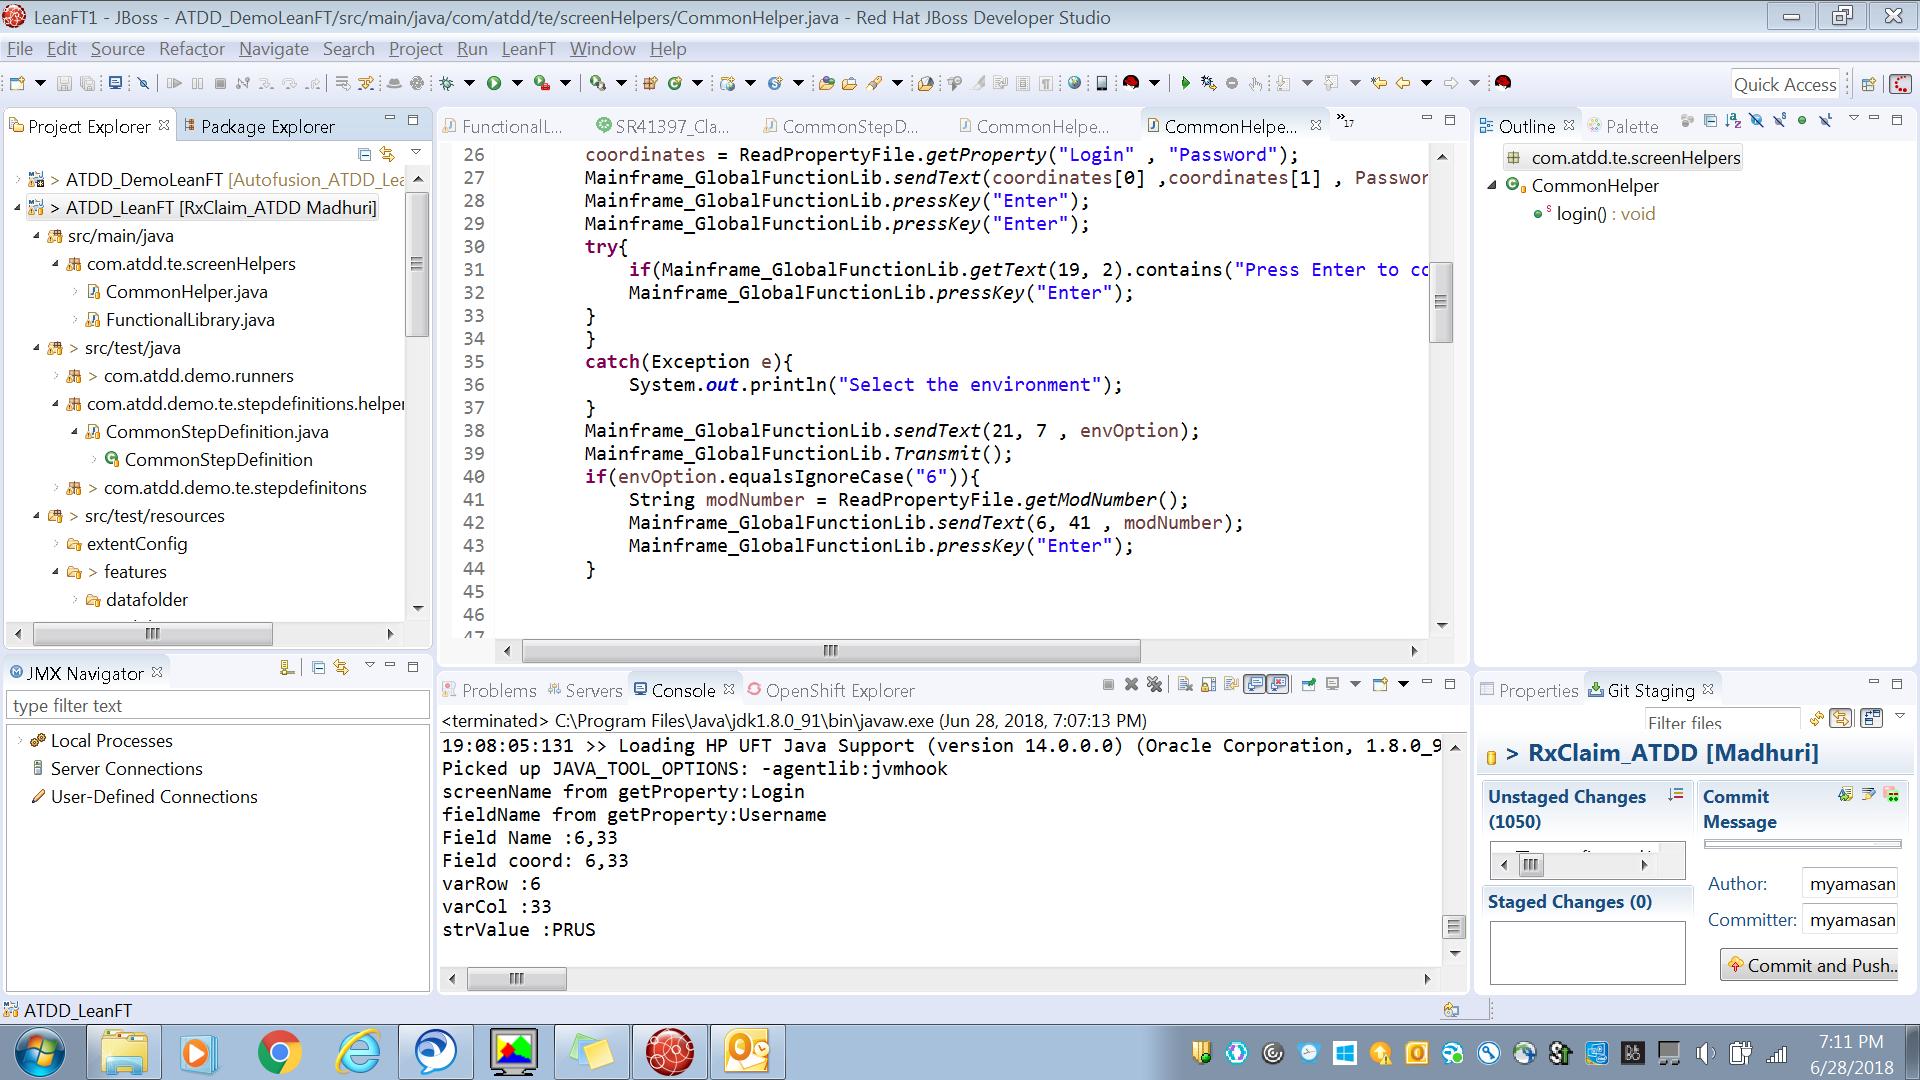 LeanFT1 - JBoss - ATDD_DemoLeanFT/src/main/java/com/atdd/te/screenHelpers/CommonHelper.java - Red Hat JBoss Developer Studio
File Edit Source Refactor Navigate Search Project Run LeanFT Window Help
Quick Access
Project Explorer
Package Explorer
> ATDD_DemoLeanFT [Autofusion_ATDD_Lea
> ATDD_LeanFT [RxClaim_ATDD Madhuri]
src/main/java
com.atdd.te.screenHelpers
CommonHelper.java
FunctionalLibrary.java
> src/test/java
> com.atdd.demo.runners
com.atdd.demo.te.stepdefinitions.helper
CommonStepDefinition.java
CommonStepDefinition
> com.atdd.demo.te.stepdefinitons
> src/test/resources
extentConfig
> features
datafolder
JMX Navigator
type filter text
Local Processes
Server Connections
User-Defined Connections
FunctionalL... SR41397_Cla... CommonStepD... CommonHelpe... CommonHelpe... »17
26 coordinates = ReadPropertyFile.getProperty("Login" , "Password");
27 Mainframe_GlobalFunctionLib.sendText(coordinates[0] ,coordinates[1] , Passwor
28 Mainframe_GlobalFunctionLib.pressKey("Enter");
29 Mainframe_GlobalFunctionLib.pressKey("Enter");
30 try{
31 if(Mainframe_GlobalFunctionLib.getText(19, 2).contains("Press Enter to co
32 Mainframe_GlobalFunctionLib.pressKey("Enter");
33 }
34 }
35 catch(Exception e){
36 System.out.println("Select the environment");
37 }
38 Mainframe_GlobalFunctionLib.sendText(21, 7 , envOption);
39 Mainframe_GlobalFunctionLib.Transmit();
40 if(envOption.equalsIgnoreCase("6")){
41 String modNumber = ReadPropertyFile.getModNumber();
42 Mainframe_GlobalFunctionLib.sendText(6, 41 , modNumber);
43 Mainframe_GlobalFunctionLib.pressKey("Enter");
44 }
45
46
47
Problems Servers Console OpenShift Explorer
<terminated> C:\Program Files\Java\jdk1.8.0_91\bin\javaw.exe (Jun 28, 2018, 7:07:13 PM)
19:08:05:131 >> Loading HP UFT Java Support (version 14.0.0.0) (Oracle Corporation, 1.8.0_9
Picked up JAVA_TOOL_OPTIONS: -agentlib:jvmhook
screenName from getProperty:Login
fieldName from getProperty:Username
Field Name :6,33
Field coord: 6,33
varRow :6
varCol :33
strValue :PRUS
Outline Palette
com.atdd.te.screenHelpers
CommonHelper
login() : void
Properties Git Staging
Filter files
> RxClaim_ATDD [Madhuri]
Unstaged Changes
(1050)
Staged Changes (0)
Commit
Message
Author: myamasan
Committer: myamasan
Commit and Push..
ATDD_LeanFT
7:11 PM
6/28/2018